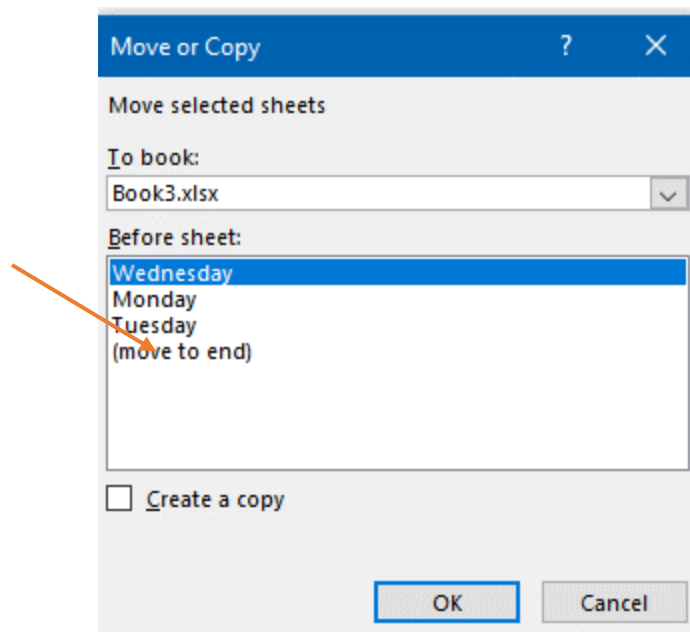 Move or Copy ?
Move selected sheets
To book:
Book3.xlsx
Before sheet:
Wednesday
Monday
Tuesday
(move to end)
Create a copy
OK Cancel